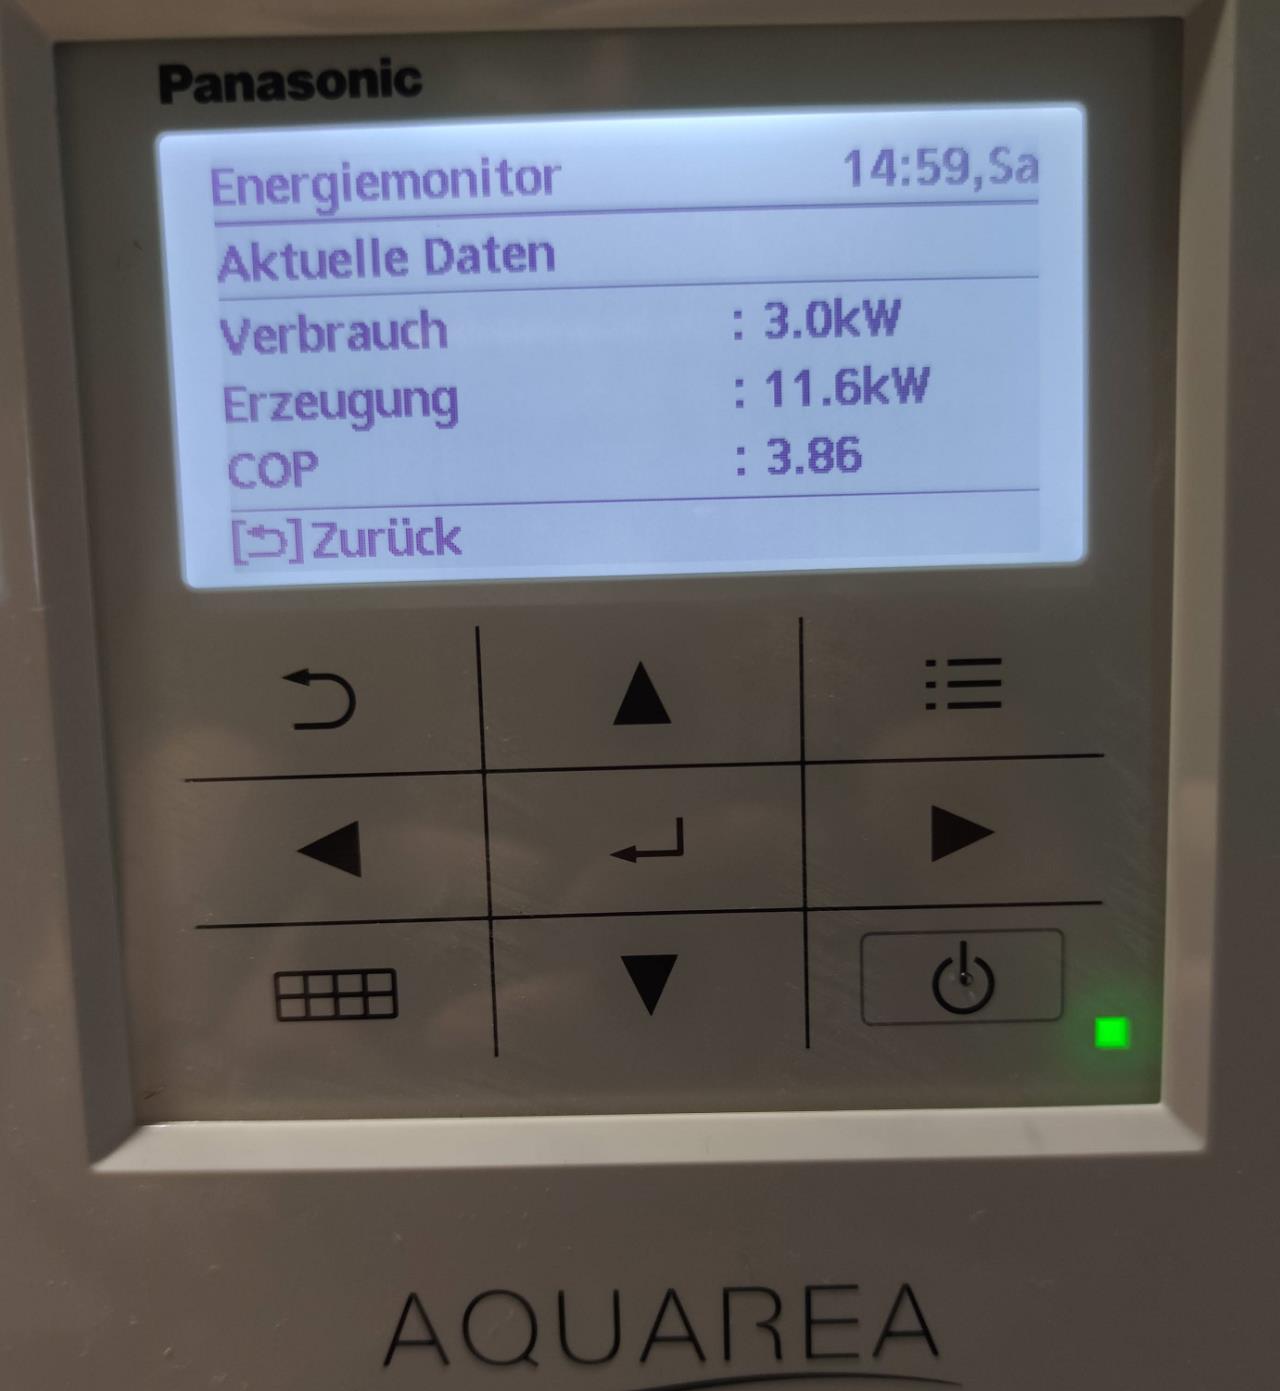 Panasonic
Energiemonitor 14:59,Sa
Aktuelle Daten
Verbrauch : 3.0kW
Erzeugung : 11.6kW
COP : 3.86
[⮌]Zurück
AQUAREA